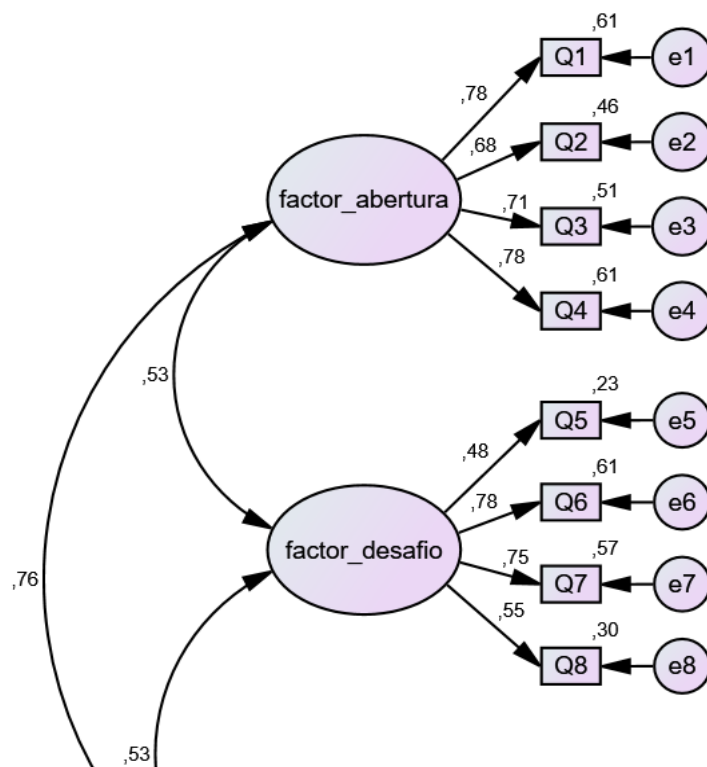 ,61
Q1
e1
,78
,46
Q2
e2
,68
factor_abertura
,51
Q3
e3
,71
,61
Q4
e4
,78
,53
,23
Q5
e5
,48
,61
Q6
e6
,78
factor_desafio
,57
Q7
e7
,75
,30
Q8
e8
,55
,76
,53